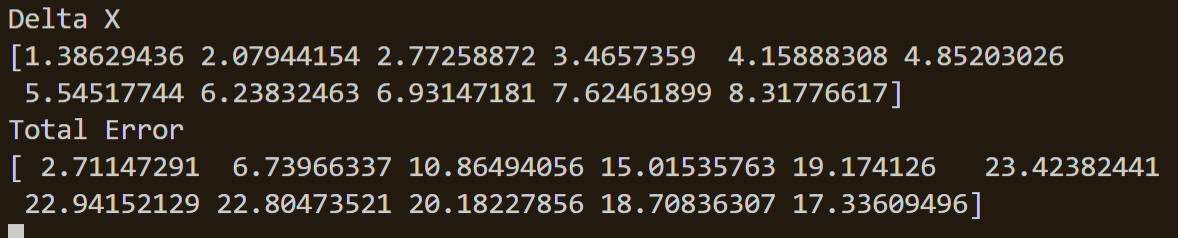 Delta X
[1.38629436 2.07944154 2.77258872 3.4657359  4.15888308 4.85203026
 5.54517744 6.23832463 6.93147181 7.62461899 8.31776617]
Total Error
[ 2.71147291  6.73966337 10.86494056 15.01535763 19.174126   23.42382441
 22.94152129 22.80473521 20.18227856 18.70836307 17.33609496]